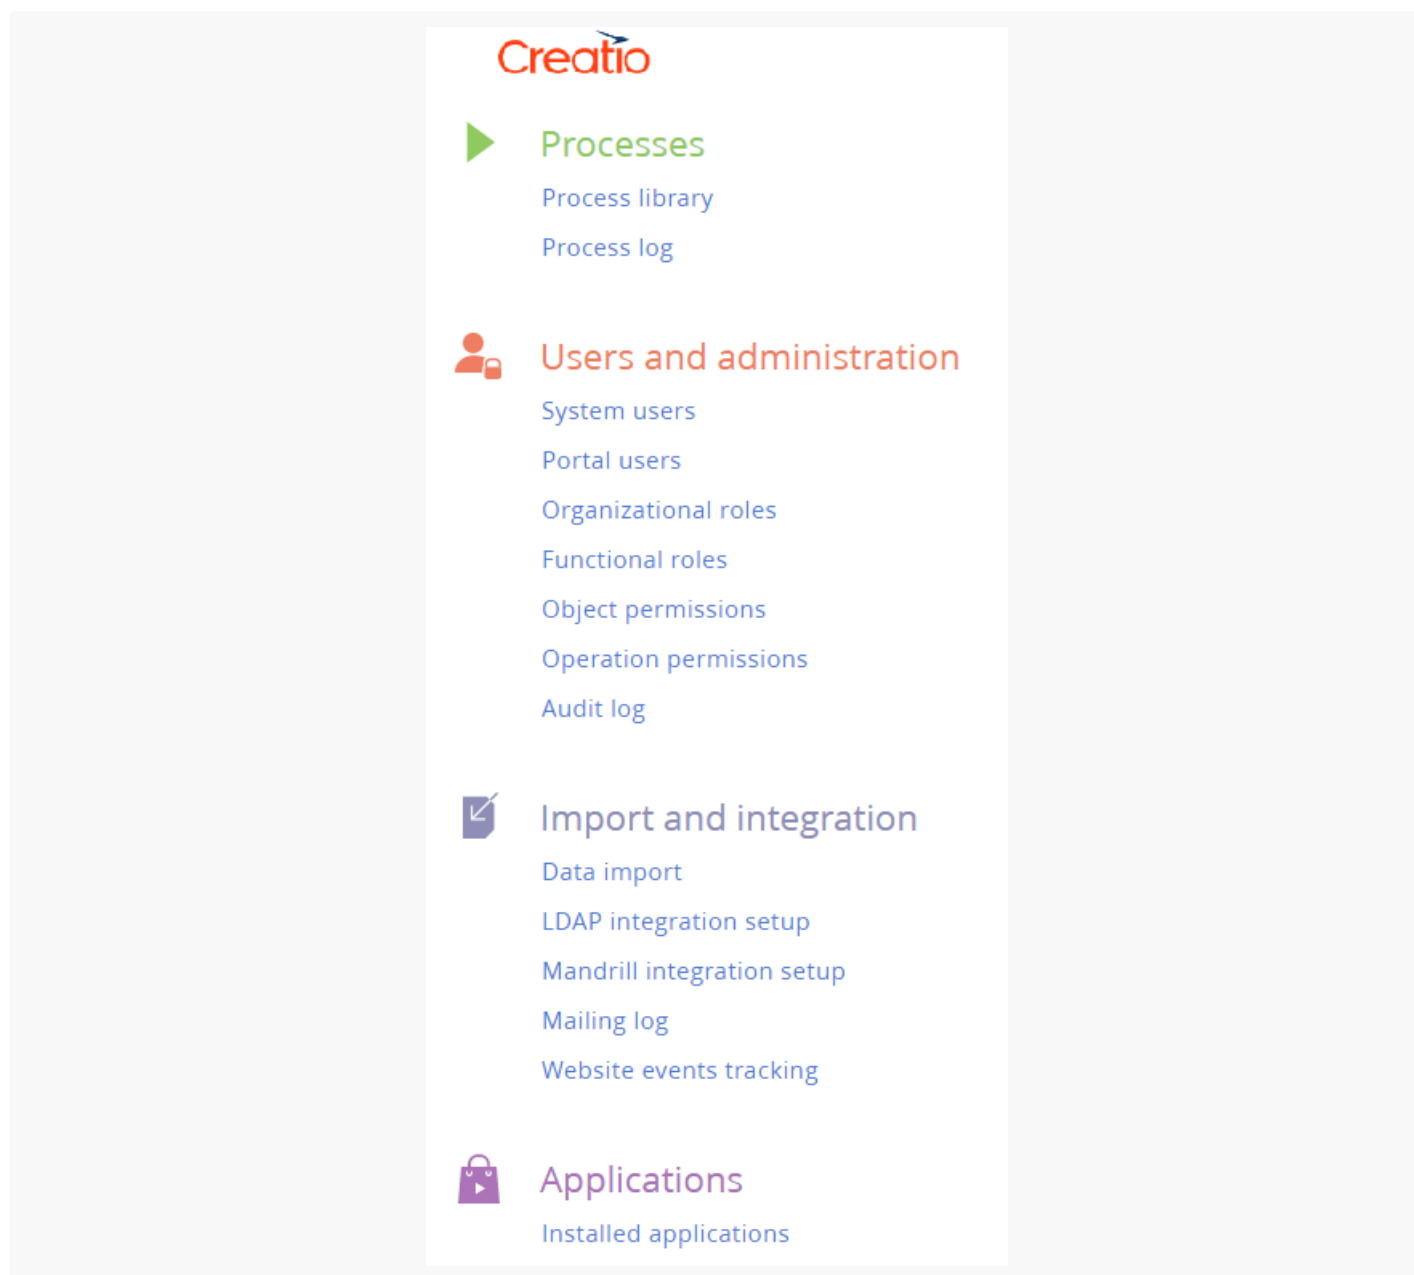 Creatio
Processes
Process library
Process log
Users and administration
System users
Portal users
Organizational roles
Functional roles
Object permissions
Operation permissions
Audit log
Import and integration
Data import
LDAP integration setup
Mandrill integration setup
Mailing log
Website events tracking
Applications
Installed applications